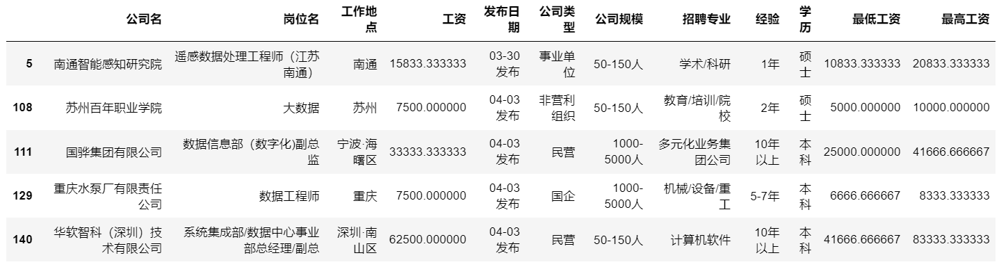 公司名 岗位名 工作地点 工资 发布日期 公司类型 公司规模 招聘专业 经验 学历 最低工资 最高工资
5 南通智能感知研究院 遥感数据处理工程师（江苏南通） 南通 15833.333333 03-30发布 事业单位 50-150人 学术/科研 1年 硕士 10833.333333 20833.333333
108 苏州百年职业学院 大数据 苏州 7500.000000 04-03发布 非营利组织 50-150人 教育/培训/院校 2年 硕士 5000.000000 10000.000000
111 国骅集团有限公司 数据信息部（数字化)副总监 宁波·海曙区 33333.333333 04-03发布 民营 1000-5000人 多元化业务集团公司 10年以上 本科 25000.000000 41666.666667
129 重庆水泵厂有限责任公司 数据工程师 重庆 7500.000000 04-03发布 国企 1000-5000人 机械/设备/重工 5-7年 本科 6666.666667 8333.333333
140 华软智科（深圳）技术有限公司 系统集成部/数据中心事业部总经理/副总 深圳·南山区 62500.000000 04-03发布 民营 50-150人 计算机软件 10年以上 本科 41666.666667 83333.333333